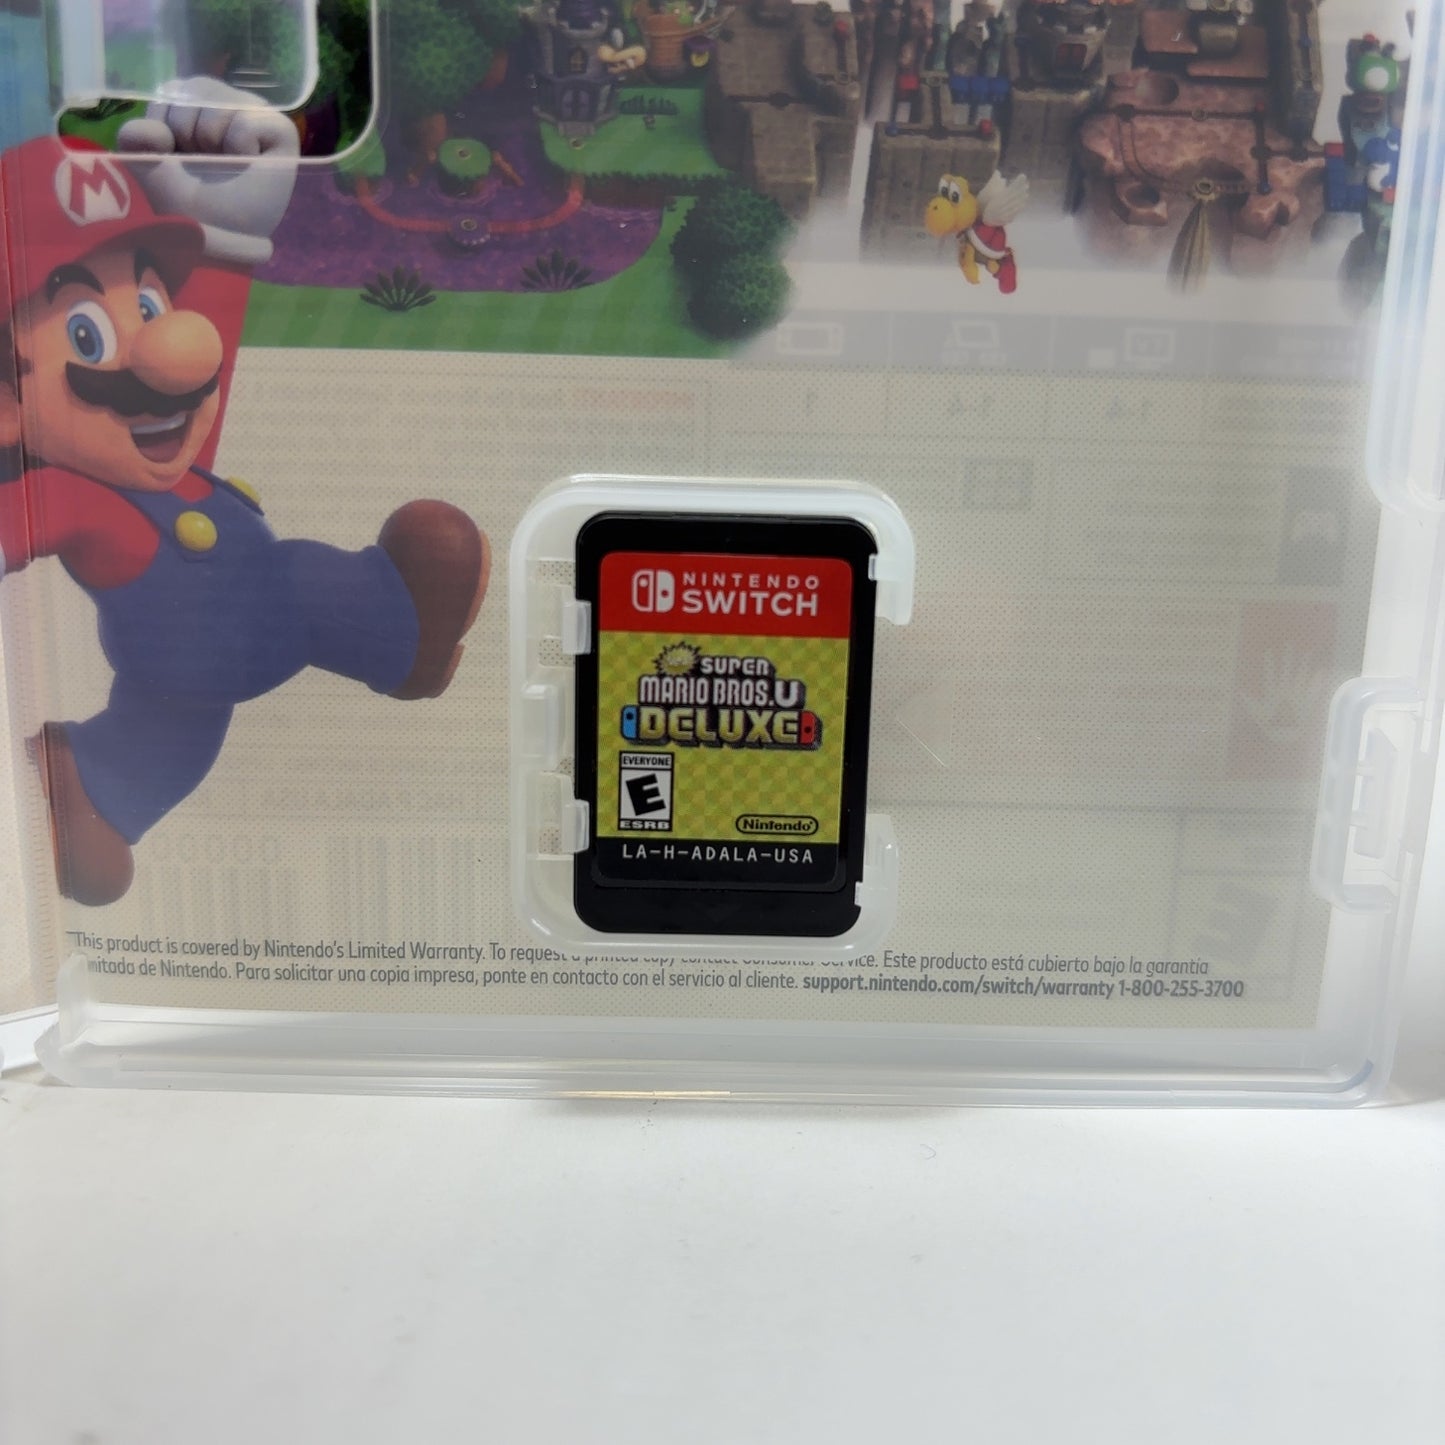 M
NINTENDO
SWITCH
NEW
SUPER
MARIO BROS. U
DELUXE
EVERYONE
E
ESRB
Nintendo
LA-H-ADALA-USA
This product is covered by Nintendo's Limited Warranty. To request a printed copy contact Consumer Service. Este producto está cubierto bajo la garantía
limitada de Nintendo. Para solicitar una copia impresa, ponte en contacto con el servicio al cliente. support.nintendo.com/switch/warranty 1-800-255-3700